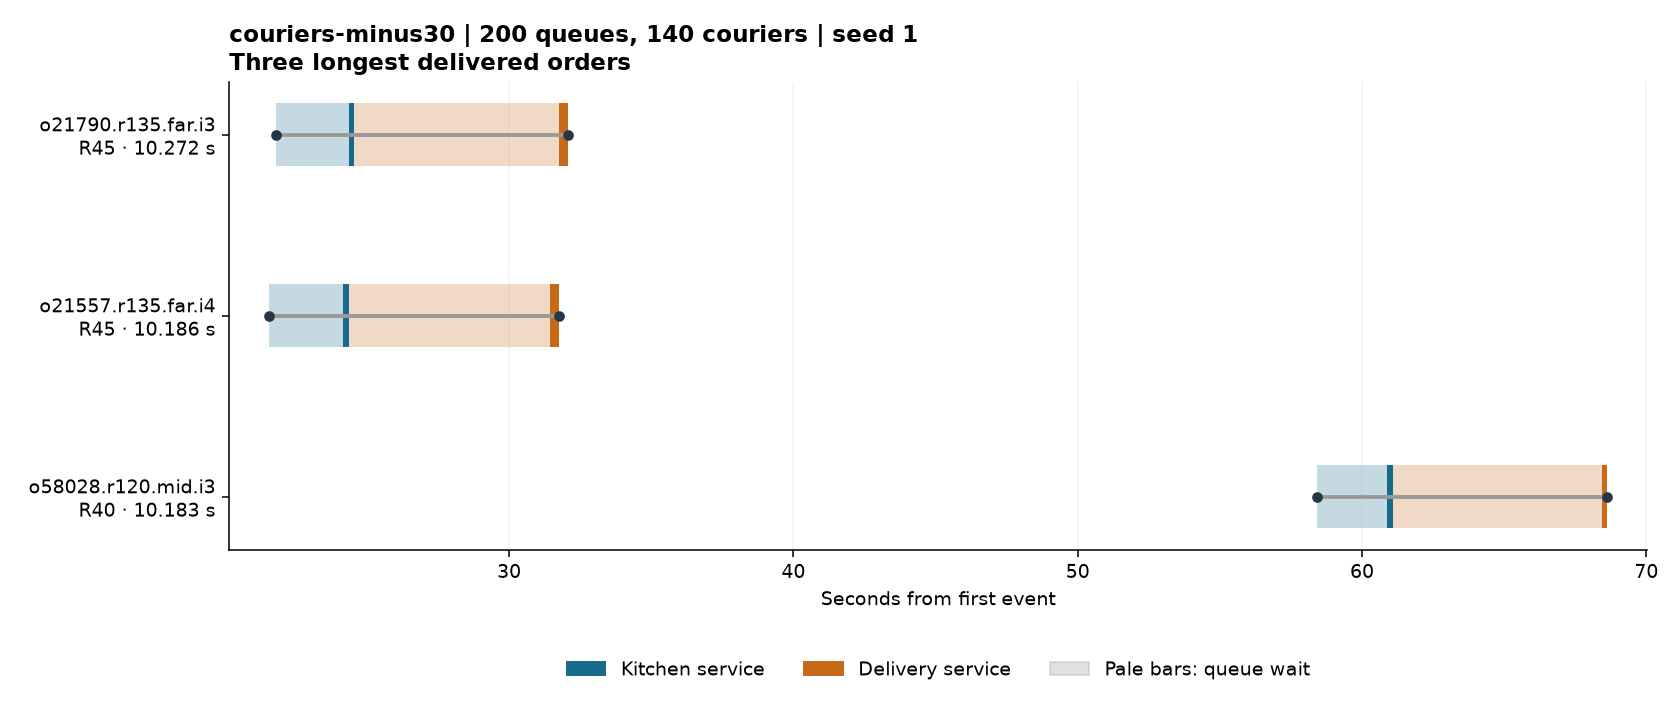 couriers-minus30 | 200 queues, 140 couriers | seed 1
Three longest delivered orders
o21790.r135.far.i3
R45 · 10.272 s
o21557.r135.far.i4
R45 · 10.186 s
o58028.r120.mid.i3
R40 · 10.183 s
30 40 50 60 70
Seconds from first event
Kitchen service Delivery service Pale bars: queue wait